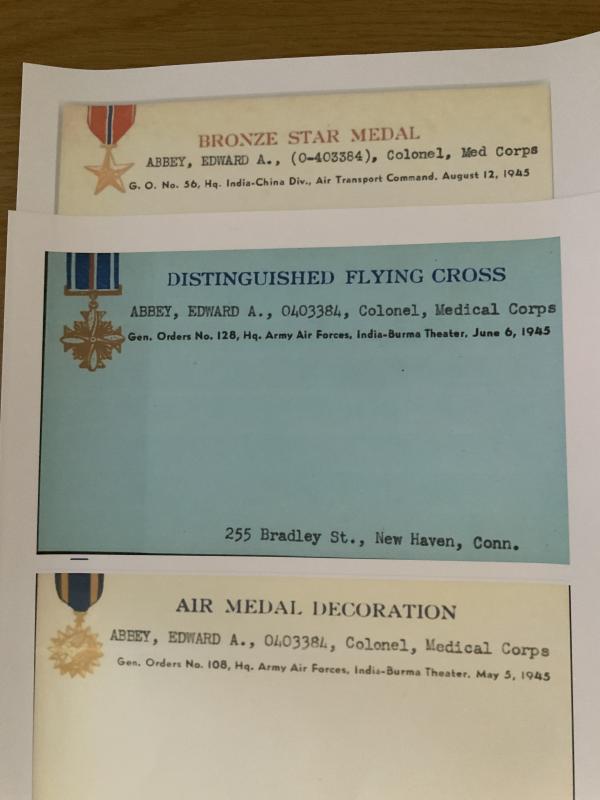 BRONZE STAR MEDAL
ABBEY, EDWARD A., (O-403384), Colonel, Med Corps
G. O. No. 56, Hq. India-China Div., Air Transport Command, August 12, 1945
DISTINGUISHED FLYING CROSS
ABBEY, EDWARD A., O403384, Colonel, Medical Corps
Gen. Orders No. 128, Hq. Army Air Forces, India-Burma Theater, June 6, 1945
255 Bradley St., New Haven, Conn.
AIR MEDAL DECORATION
ABBEY, EDWARD A., O403384, Colonel, Medical Corps
Gen. Orders No. 108, Hq. Army Air Forces, India-Burma Theater, May 5, 1945